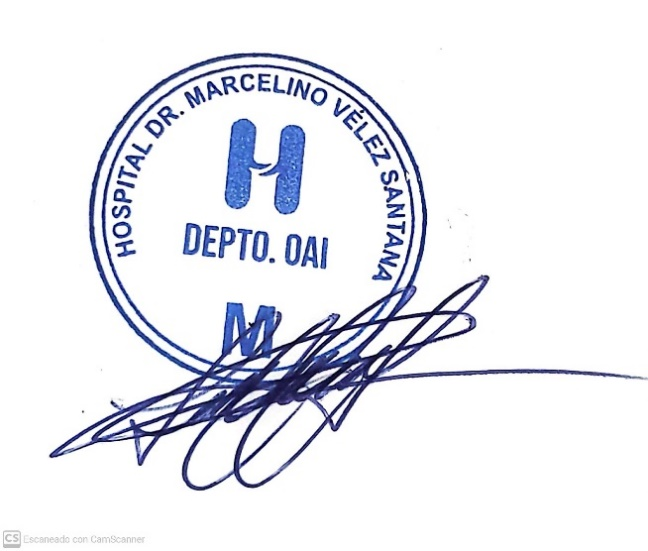 HOSPITAL DR. MARCELINO VÉLEZ SANTANA
H
DEPTO. OAI
M
CS Escaneado con CamScanner